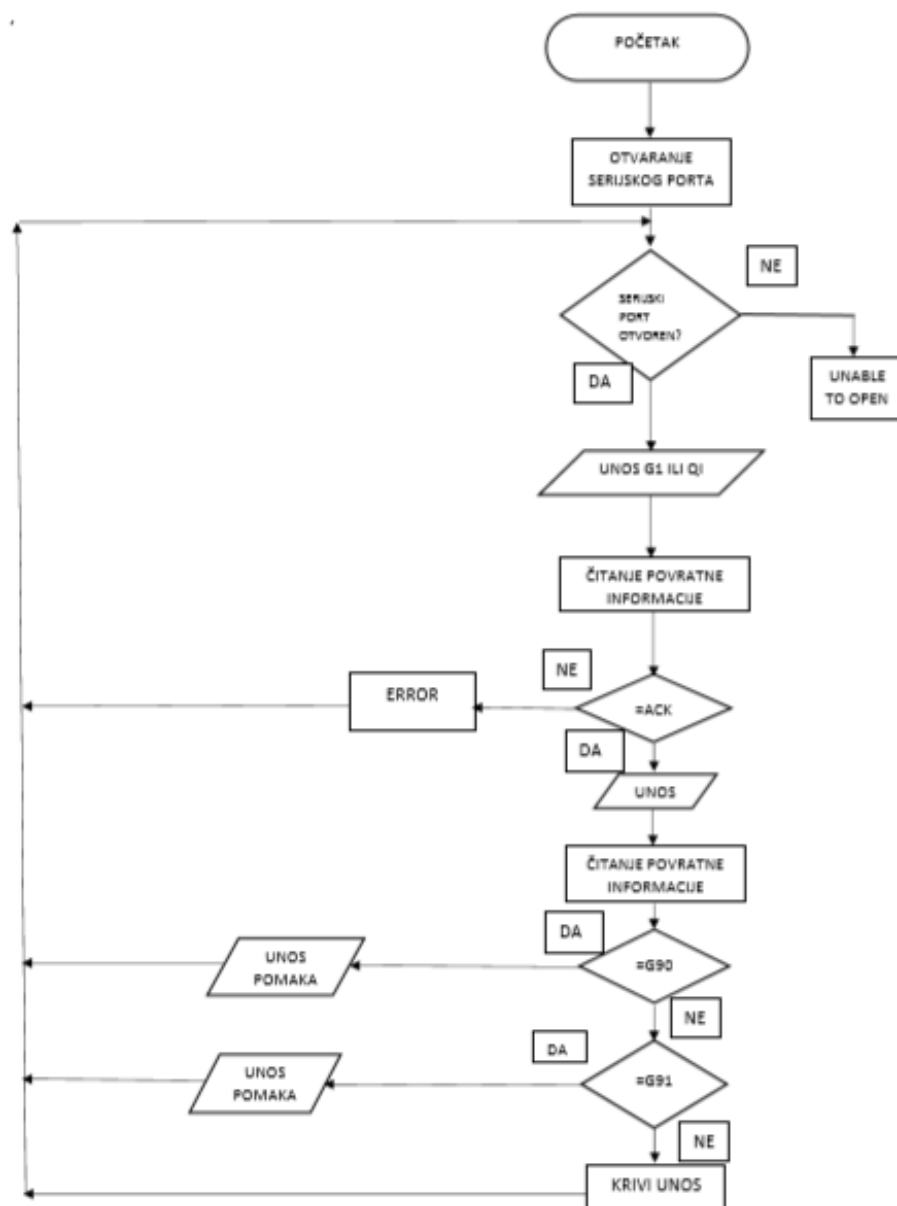 POČETAK
OTVARANJE
SERIJSKOG PORTA
NE
SERIJSKI
PORT
OTVOREN?
DA
UNABLE
TO OPEN
UNOS G1 ILI QI
ČITANJE POVRATNE
INFORMACIJE
NE
ERROR
=ACK
DA
UNOS
ČITANJE POVRATNE
INFORMACIJE
DA
UNOS
POMAKA
=G90
NE
DA
UNOS
POMAKA
=G91
NE
KRIVI UNOS